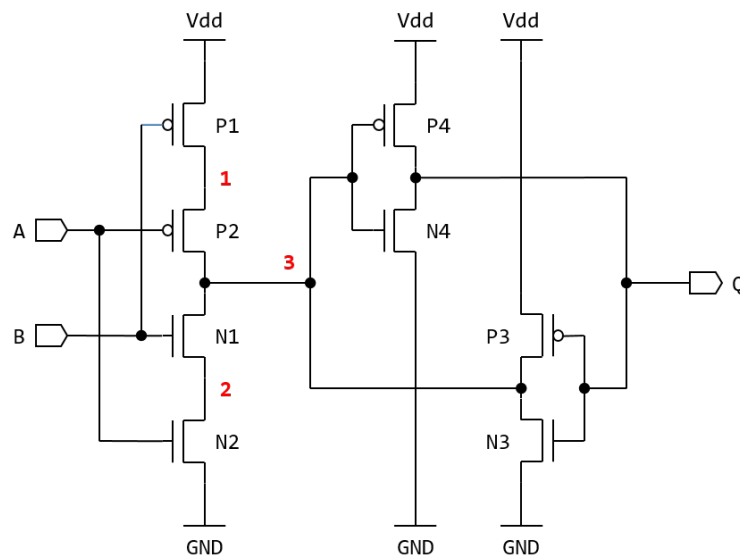 Vdd Vdd Vdd
P1 P4
1
A P2 N4
3
B N1 P3
2
N2 N3
Q
GND GND GND